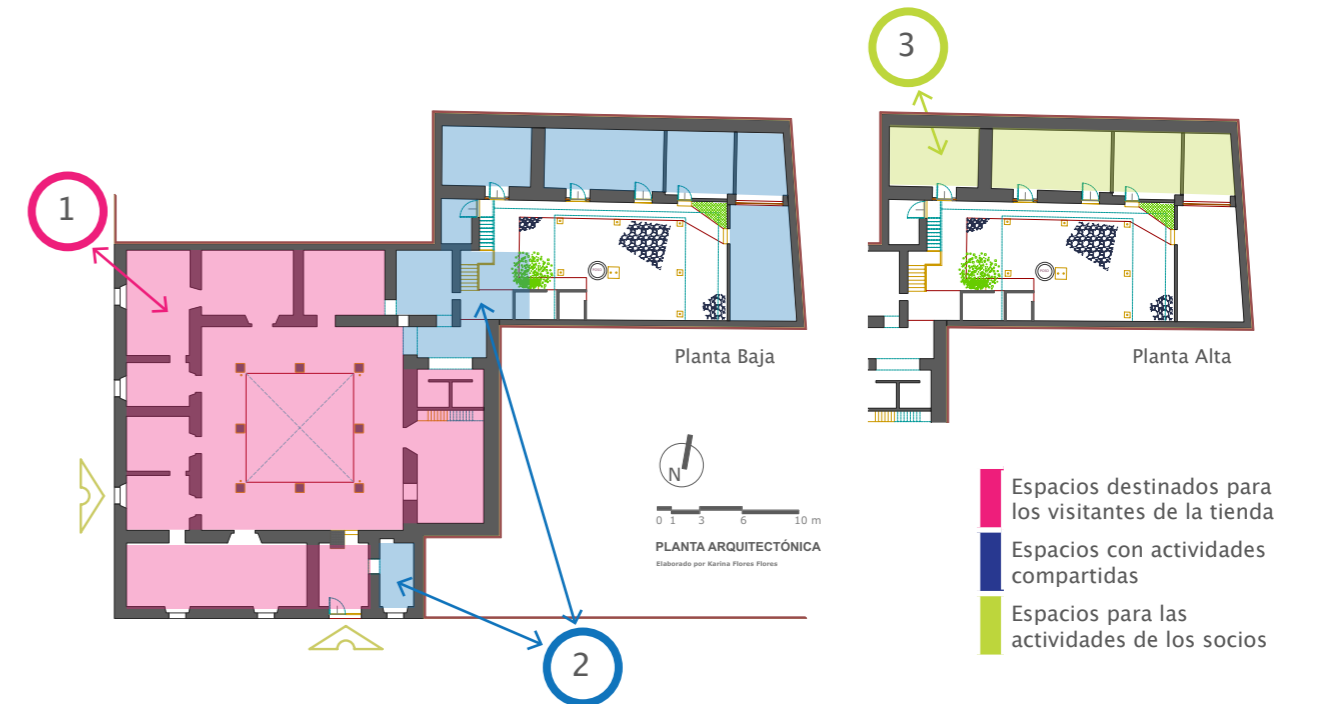 3
1
Planta Baja
Planta Alta
N
0 1 3 6 10 m
PLANTA ARQUITECTÓNICA
Elaborado por Karina Flores Flores
Espacios destinados para
los visitantes de la tienda
Espacios con actividades
compartidas
Espacios para las
actividades de los socios
2